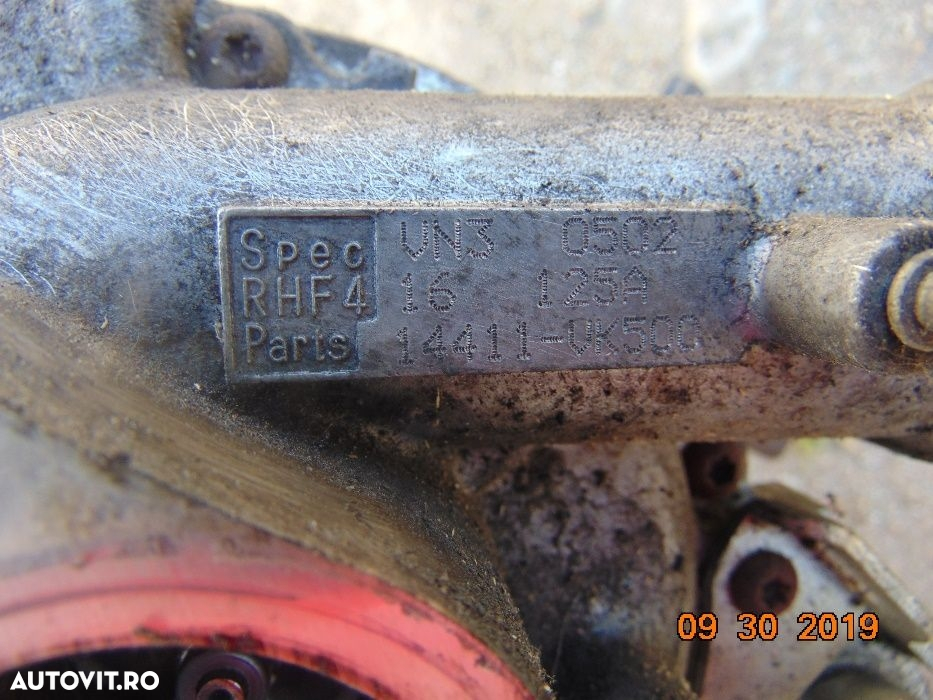 Spec VN3 0502
RHF4 16 125A
Parts 14411-VK500
09 30 2019
AUTOVIT.RO